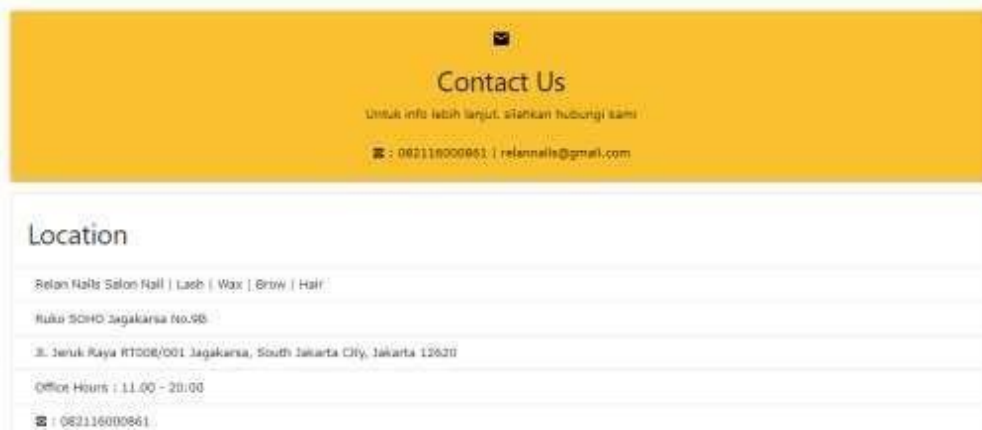 Contact Us
Untuk info lebih lanjut, silahkan hubungi kami
☎ : 082116000861 | relannails@gmail.com
Location
Relan Nails Salon Nail | Lash | Wax | Brow | Hair
Ruko SOHO Jagakarsa No.9B
Jl. Jeruk Raya RT008/001 Jagakarsa, South Jakarta City, Jakarta 12620
Office Hours : 11.00 - 20:00
☎ : 082116000861